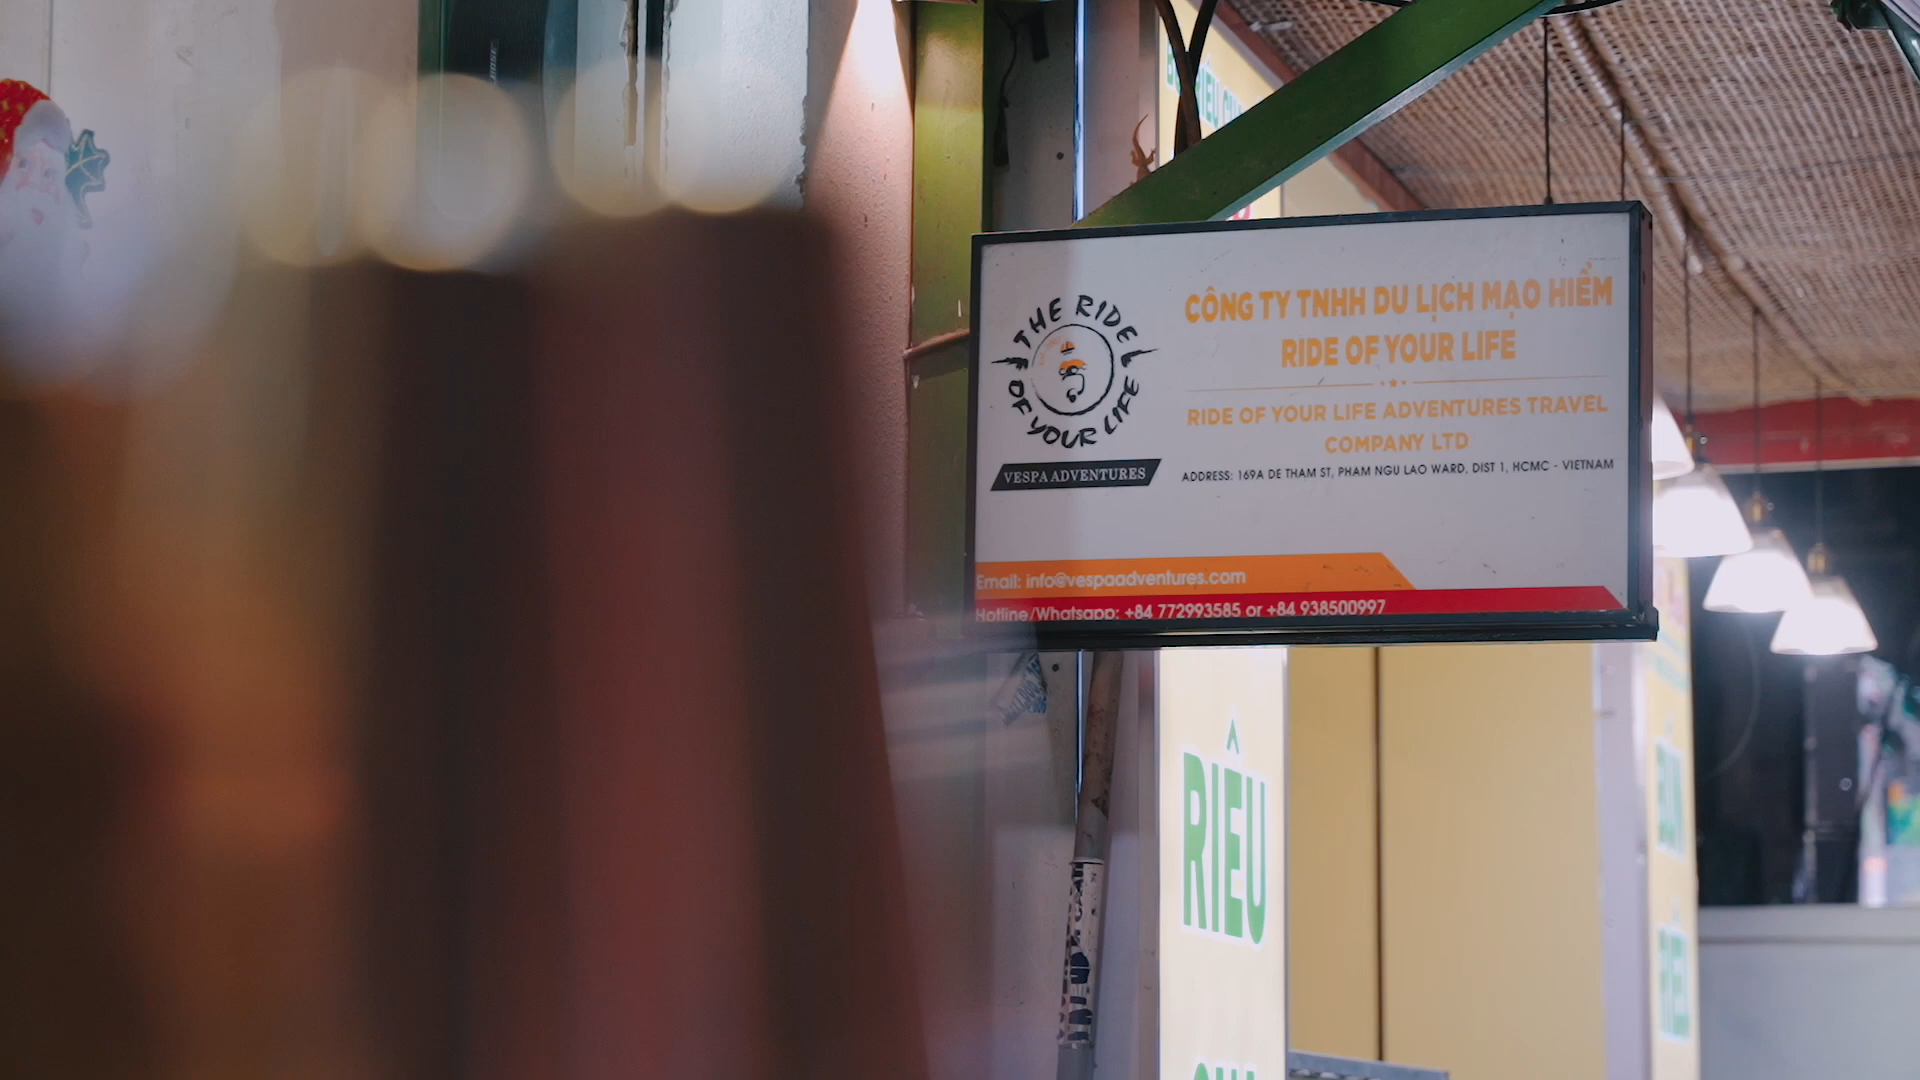 THE RIDE
OF YOUR LIFE
VESPA ADVENTURES
CÔNG TY TNHH DU LỊCH MẠO HIỂM
RIDE OF YOUR LIFE
RIDE OF YOUR LIFE ADVENTURES TRAVEL
COMPANY LTD
ADDRESS: 169A DE THAM ST, PHAM NGU LAO WARD, DIST 1, HCMC - VIETNAM
Email: info@vespaadventures.com
Hotline/Whatsapp: +84 772993585 or +84 938500997
RIÊU
BÚN
RIÊU